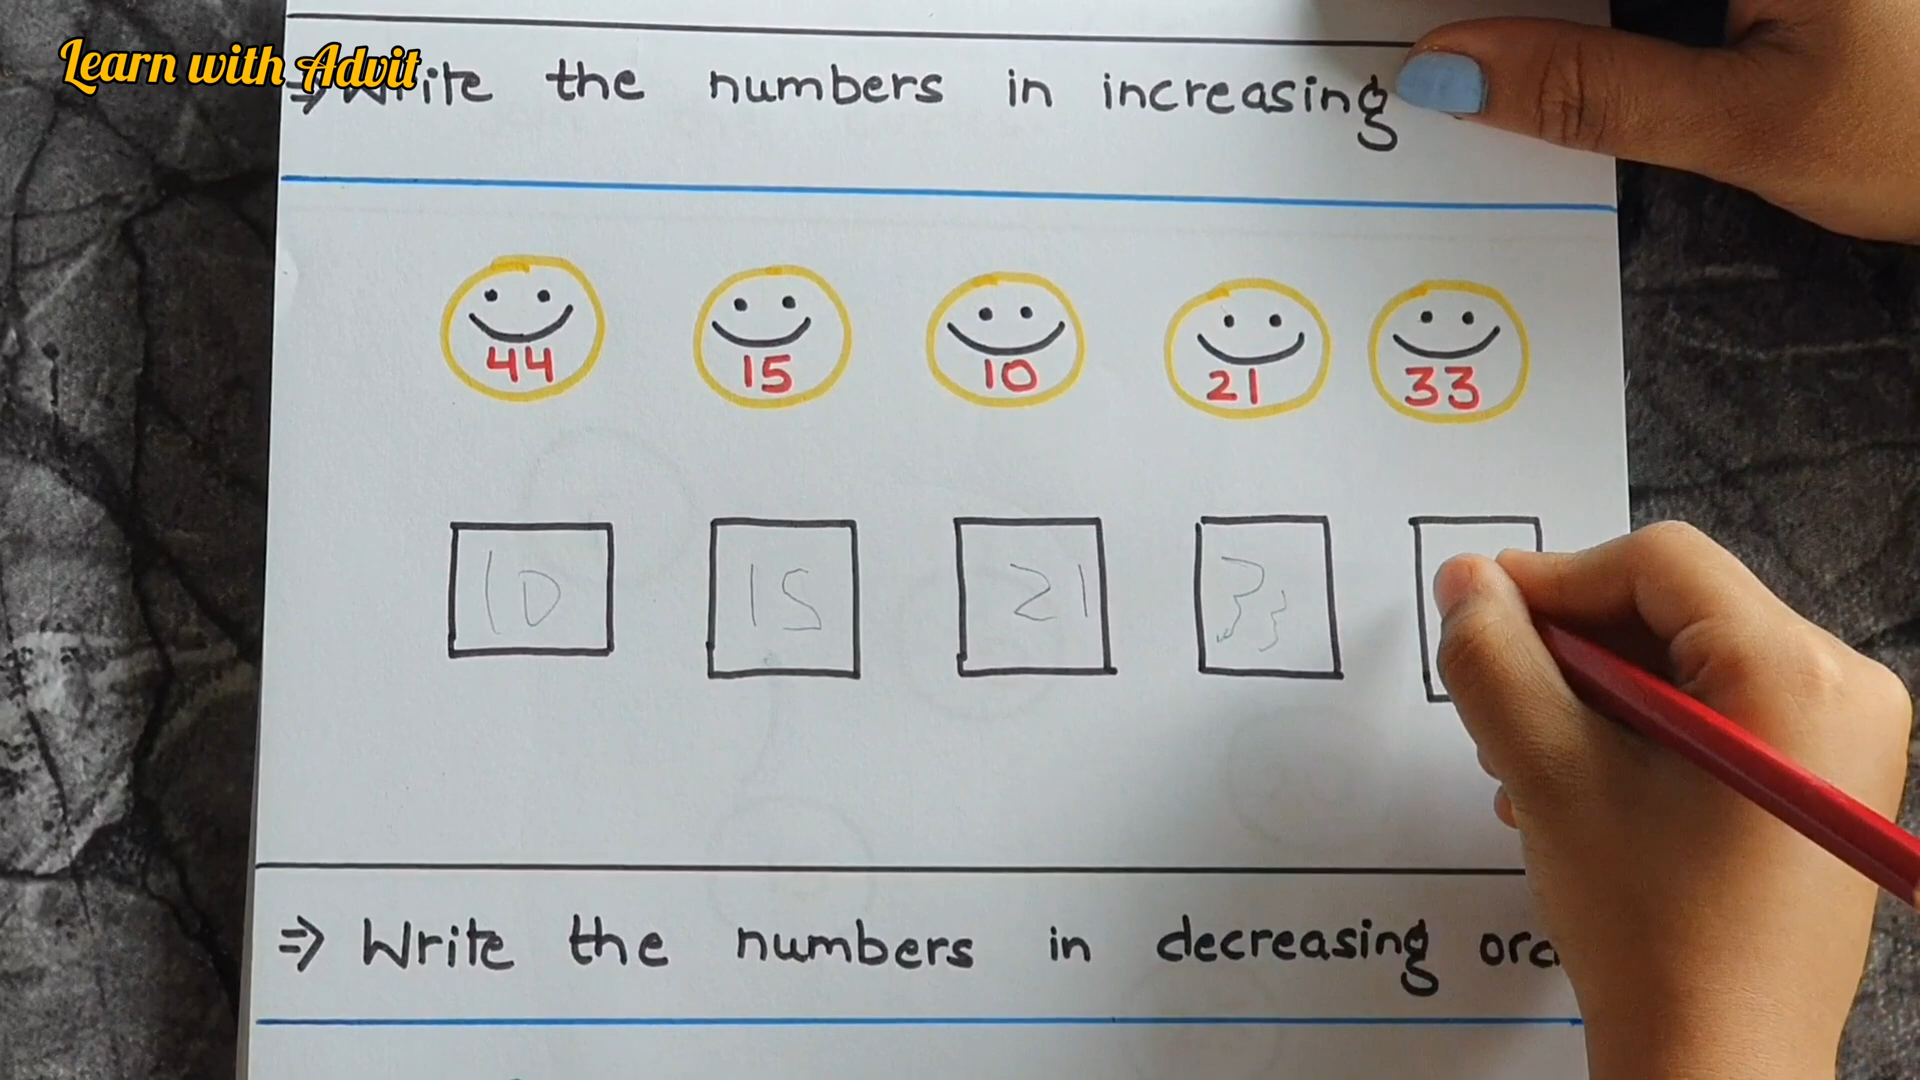 Learn with Advit
⇒ Write the numbers in increasing
44 15 10 21 33
10 15 21 33
⇒ Write the numbers in decreasing